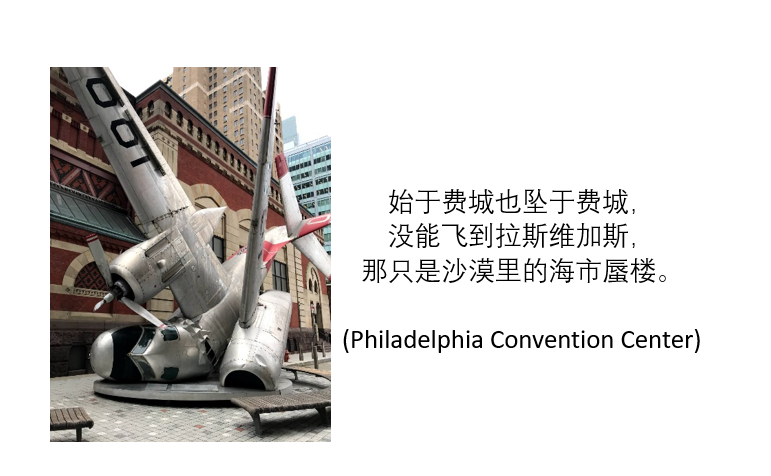 TOO
始于费城也坠于费城,
没能飞到拉斯维加斯,
那只是沙漠里的海市蜃楼。
(Philadelphia Convention Center)